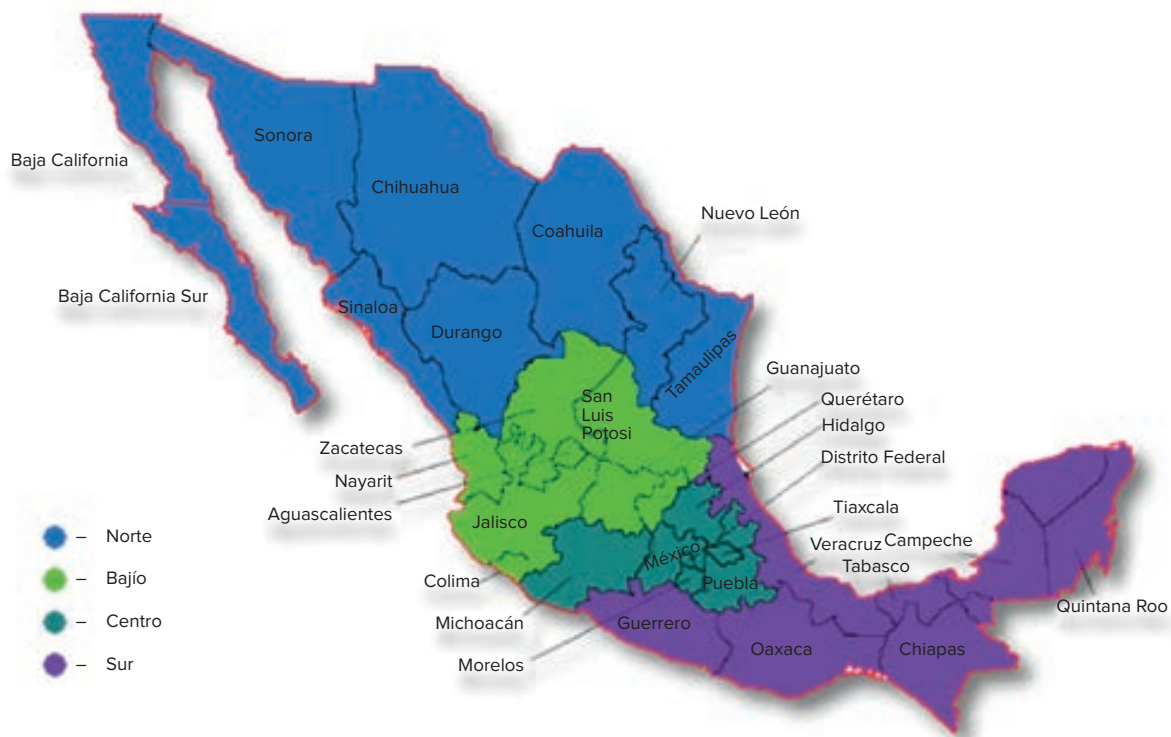 Sonora
Baja California
Chihuahua
Nuevo León
Coahuila
Baja California Sur
Sinaloa
Durango
Tamaulipas
Guanajuato
San
Luis
Potosi
Querétaro
Hidalgo
Zacatecas
Distrito Federal
Nayarit
Aguascalientes
Jalisco
Tiaxcala
Veracruz
Campeche
Tabasco
México
Puebla
Colima
Quintana Roo
Michoacán
Guerrero
Morelos
Oaxaca
Chiapas
– Norte
– Bajío
– Centro
– Sur